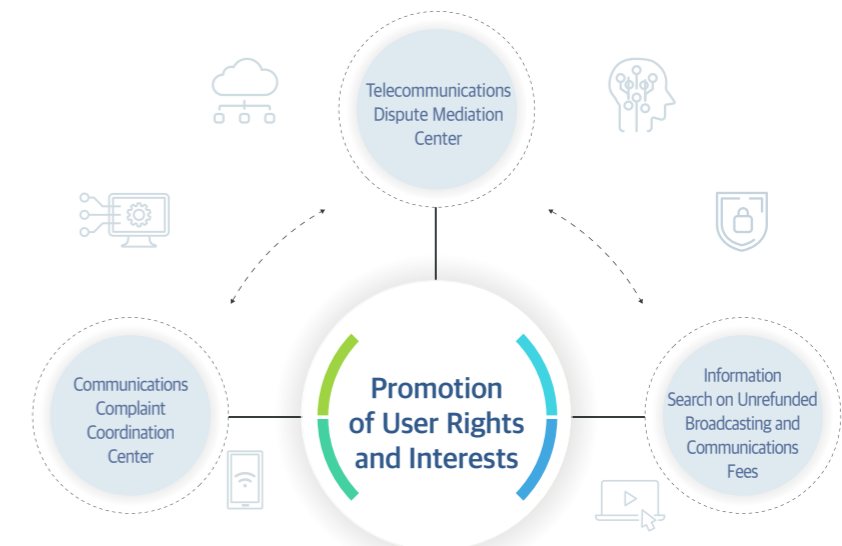 Telecommunications
Dispute Mediation
Center
Communications
Complaint
Coordination
Center
Promotion
of User Rights
and Interests
Information
Search on Unrefunded
Broadcasting and
Communications
Fees